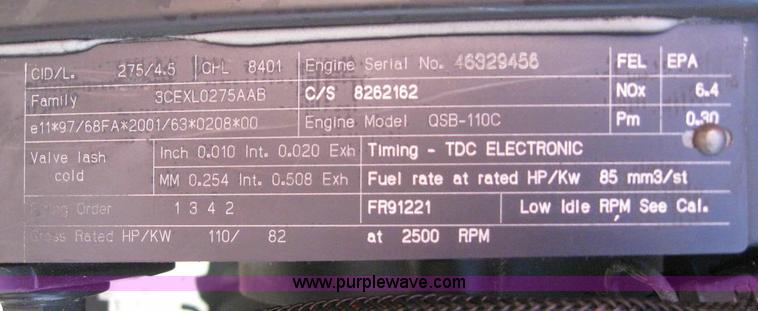 CID/L. 275/4.5 CPL 8401 Engine Serial No. 46329456 FEL EPA
Family 3CEXL0275AAB C/S 8262162 NOx 6.4
e11*97/68FA*2001/63*0208*00 Engine Model QSB-110C Pm 0.30
Valve lash cold Inch 0.010 Int. 0.020 Exh Timing - TDC ELECTRONIC
MM 0.254 Int. 0.508 Exh Fuel rate at rated HP/Kw 85 mm3/st
Firing Order 1 3 4 2 FR91221 Low Idle RPM See Cal.
Gross Rated HP/KW 110/ 82 at 2500 RPM
www.purplewave.com